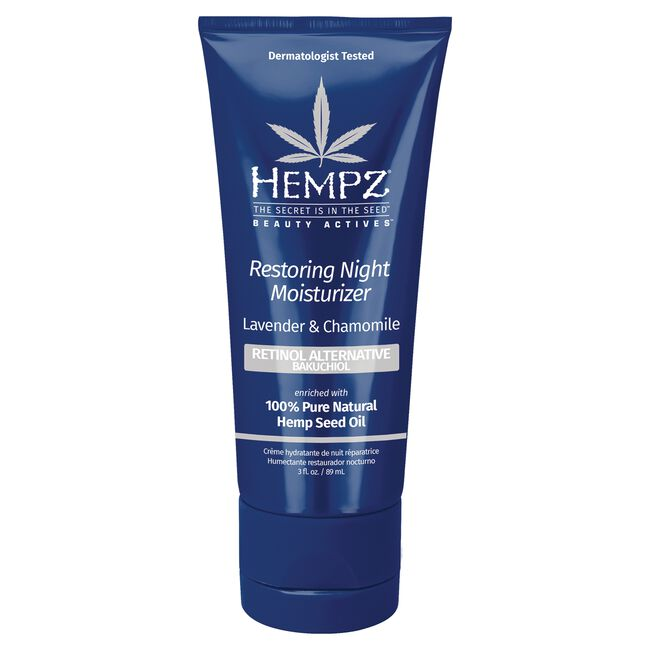 Dermatologist Tested
HEMPZ
THE SECRET IS IN THE SEED™
BEAUTY ACTIVES™
Restoring Night
Moisturizer
Lavender & Chamomile
RETINOL ALTERNATIVE
BAKUCHIOL
enriched with
100% Pure Natural
Hemp Seed Oil
Crème hydratante de nuit réparatrice
Humectante restaurador nocturno
3 fl. oz. / 89 mL